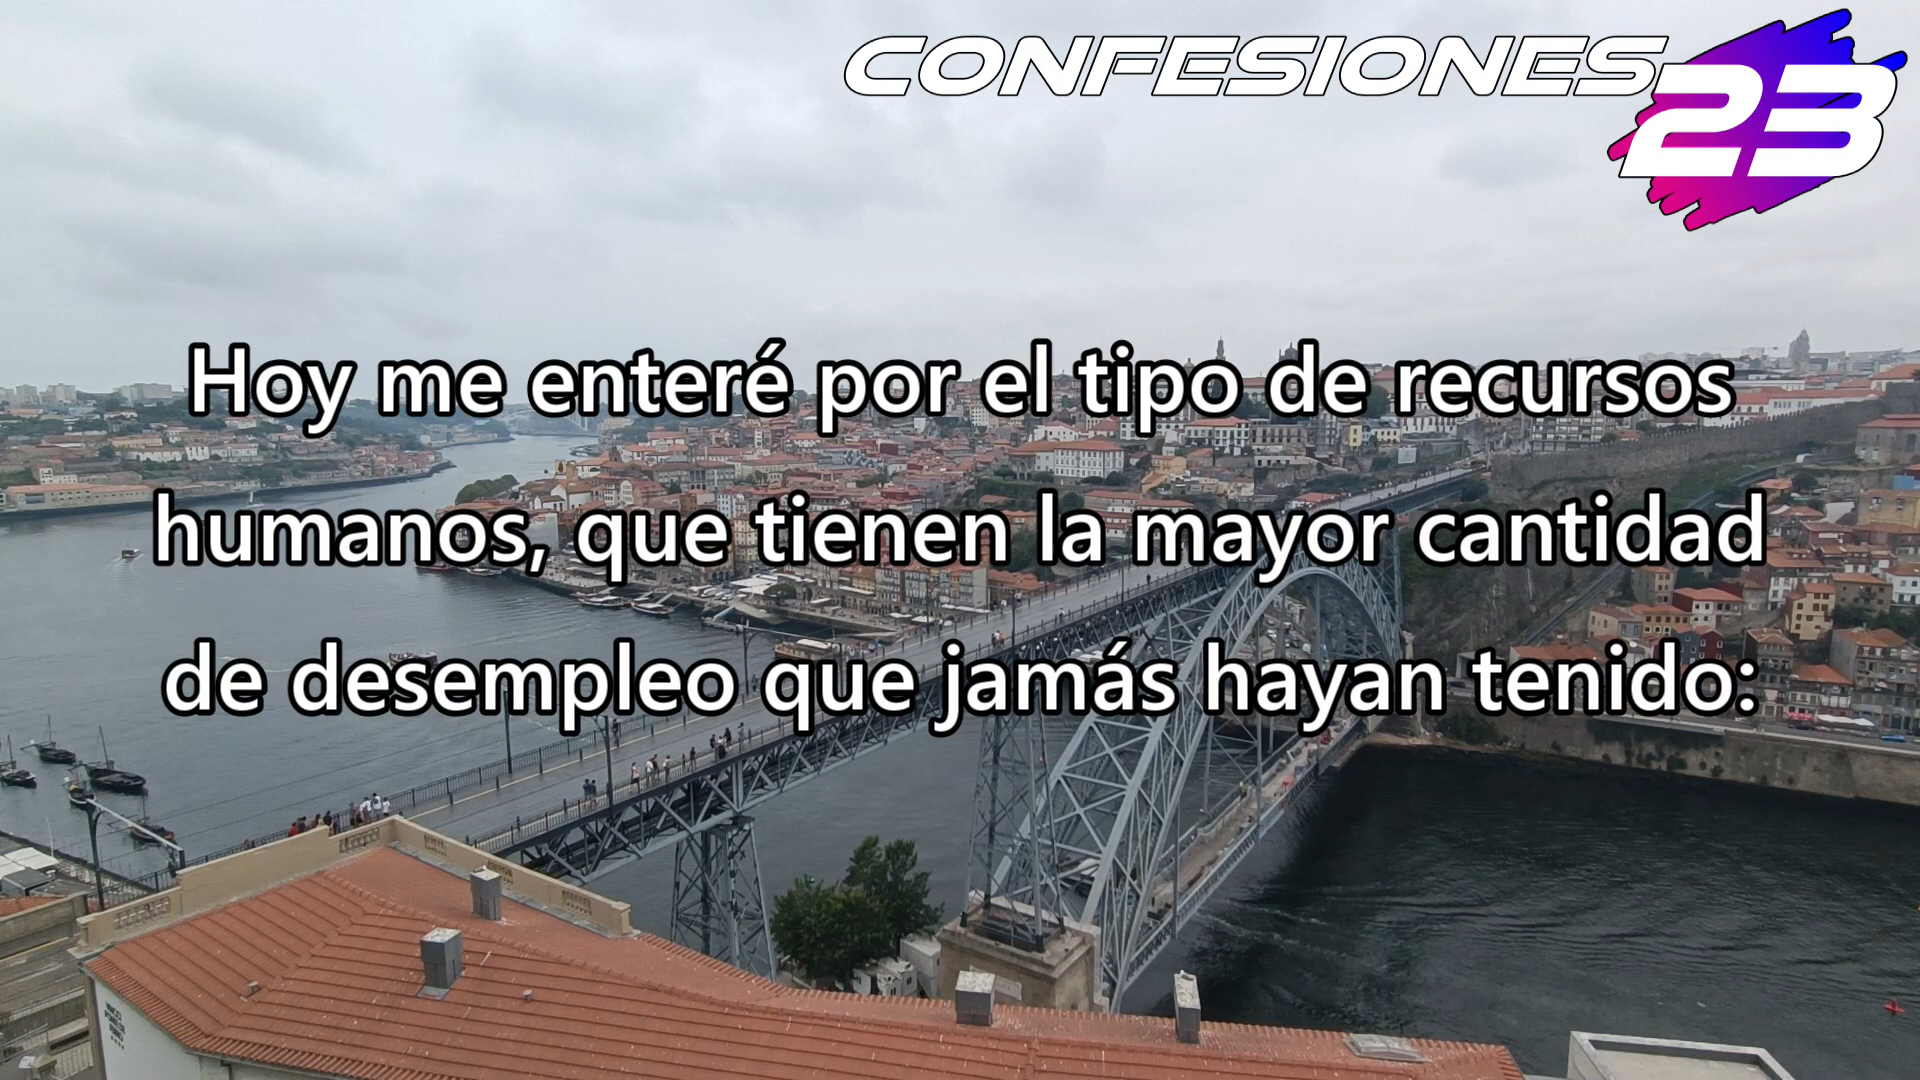 CONFESIONES
23
Hoy me enteré por el tipo de recursos
humanos, que tienen la mayor cantidad
de desempleo que jamás hayan tenido: